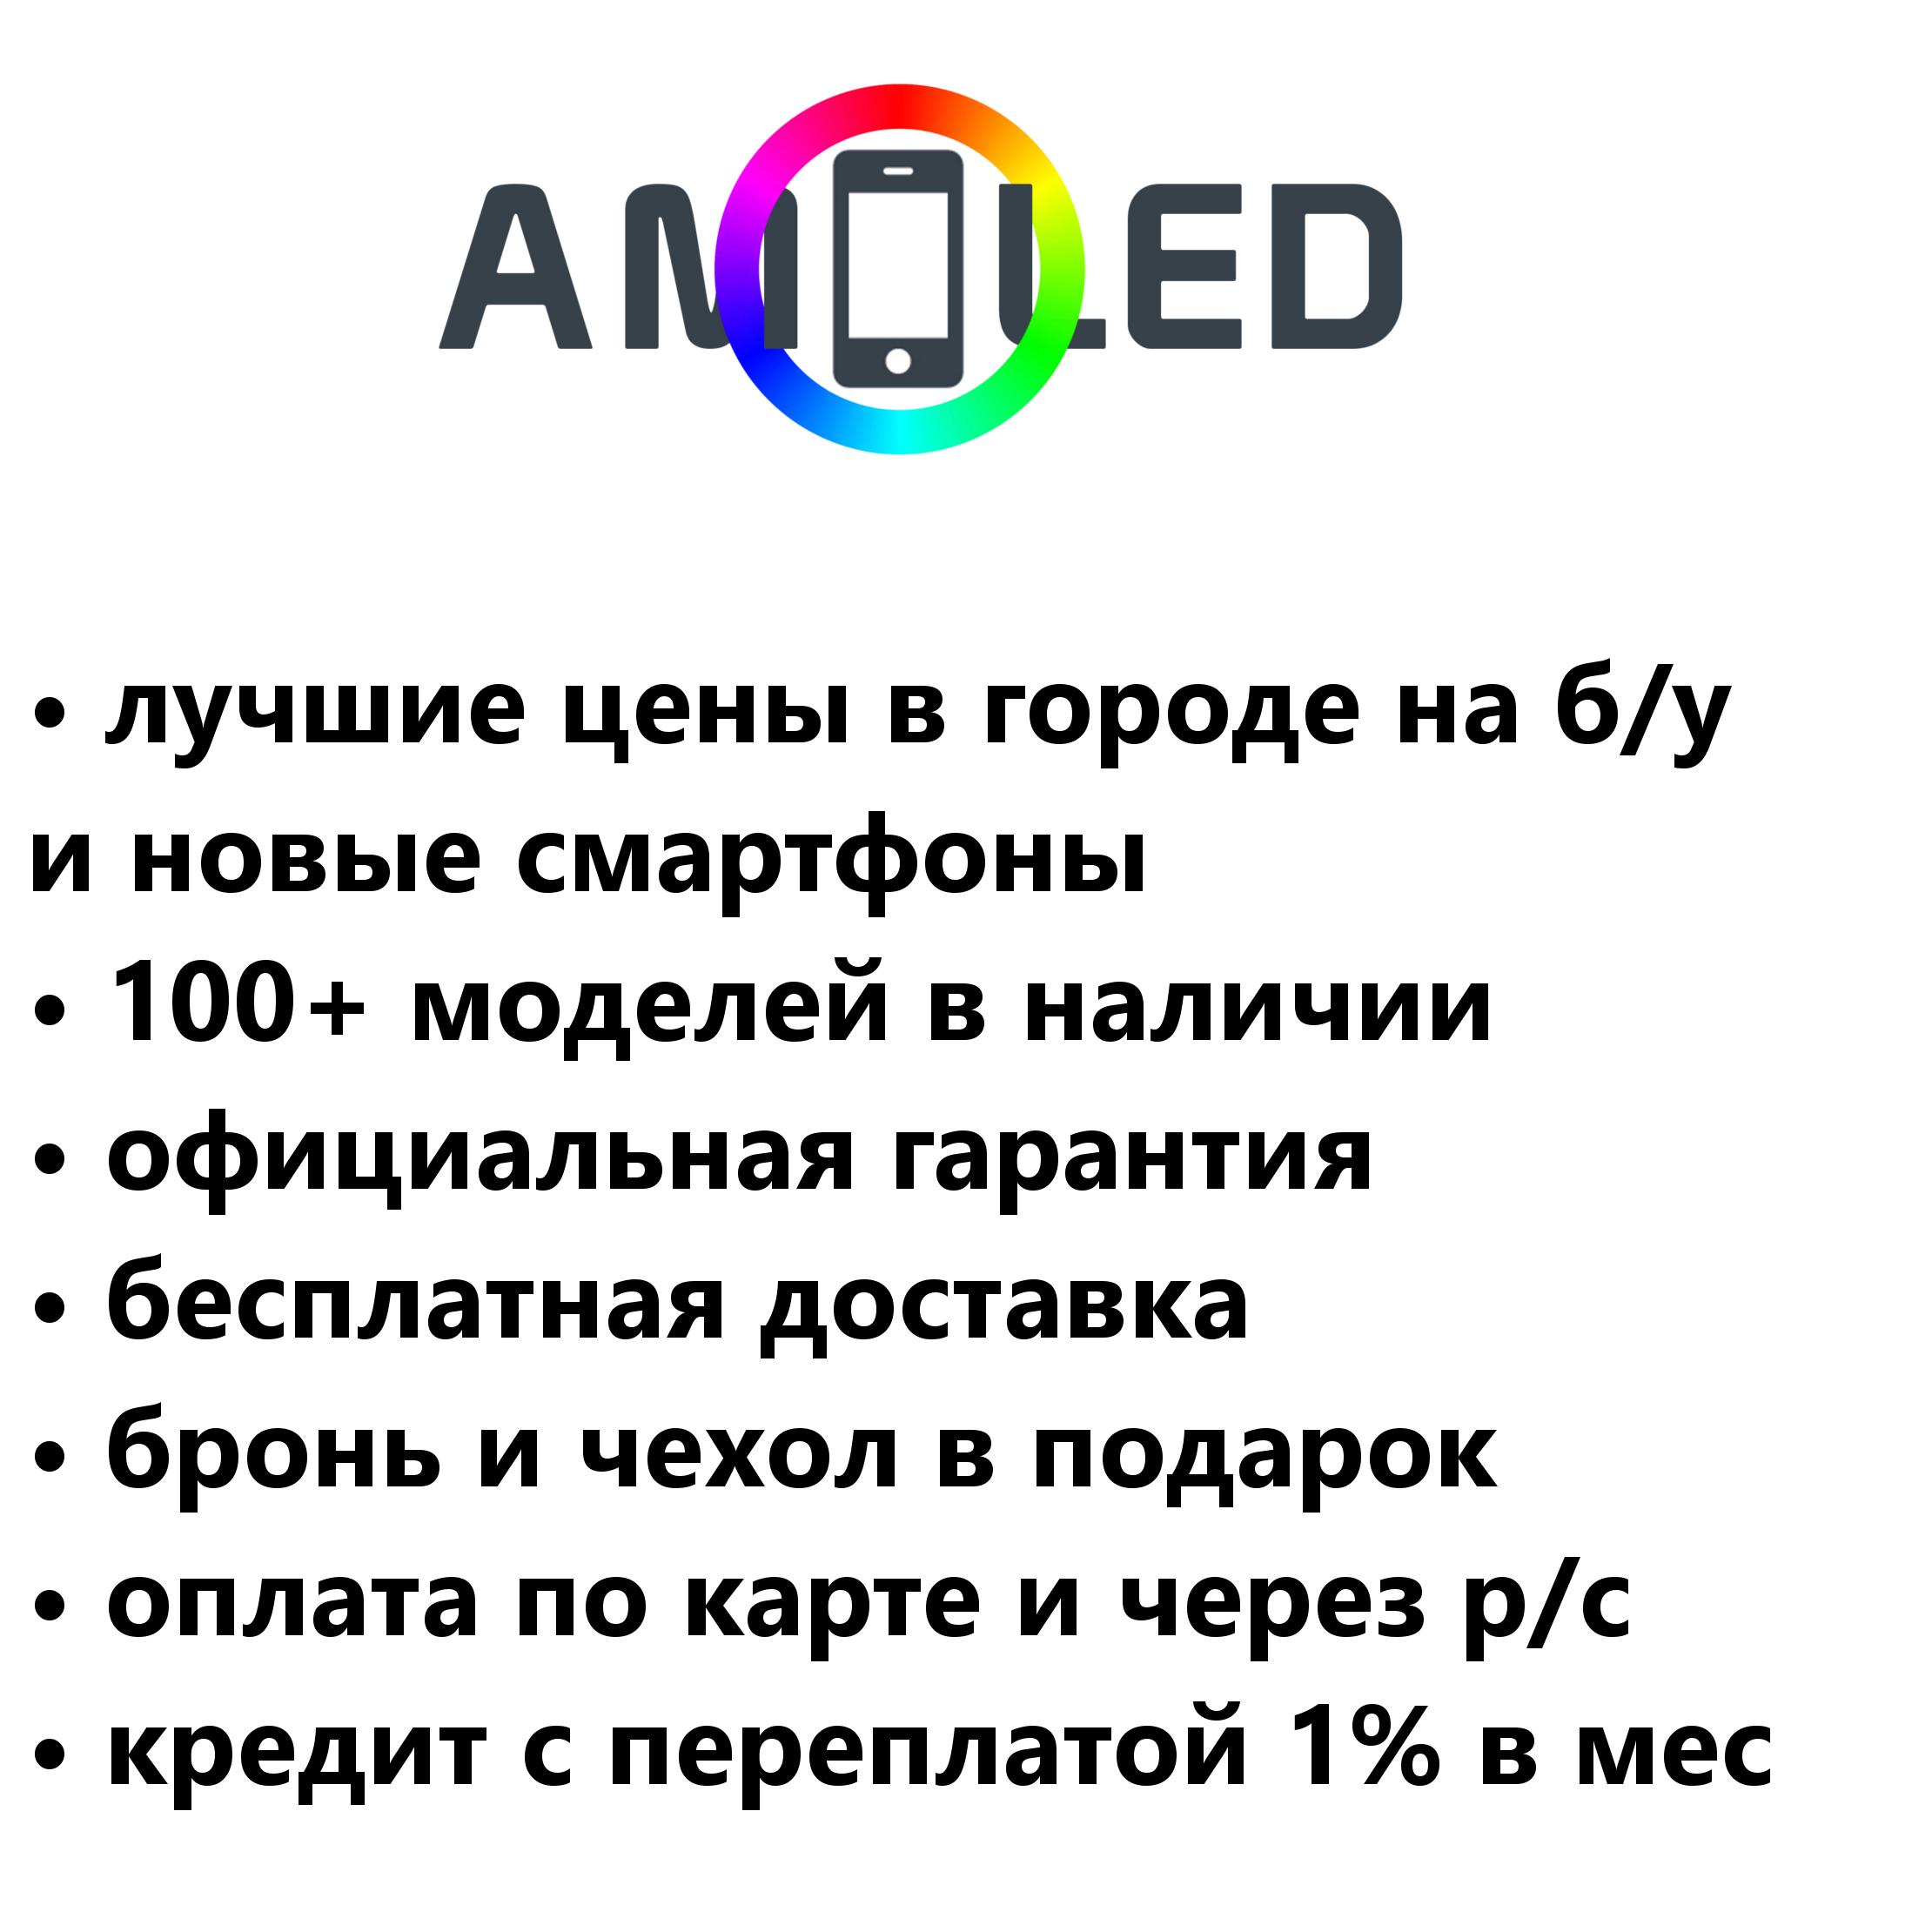 AMOLED
• лучшие цены в городе на б/у
и новые смартфоны
• 100+ моделей в наличии
• официальная гарантия
• бесплатная доставка
• бронь и чехол в подарок
• оплата по карте и через р/с
• кредит с переплатой 1% в мес